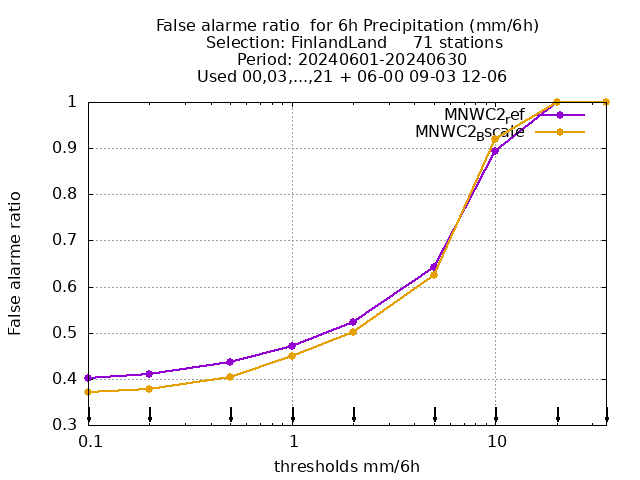 False alarme ratio  for 6h Precipitation (mm/6h)
Selection: FinlandLand     71 stations
Period: 20240601-20240630
Used 00,03,...,21 + 06-00 09-03 12-06
MNWC2ref
MNWC2Bscale
1
0.9
0.8
0.7
0.6
0.5
0.4
0.3
False alarme ratio
0.1 1 10
thresholds mm/6h